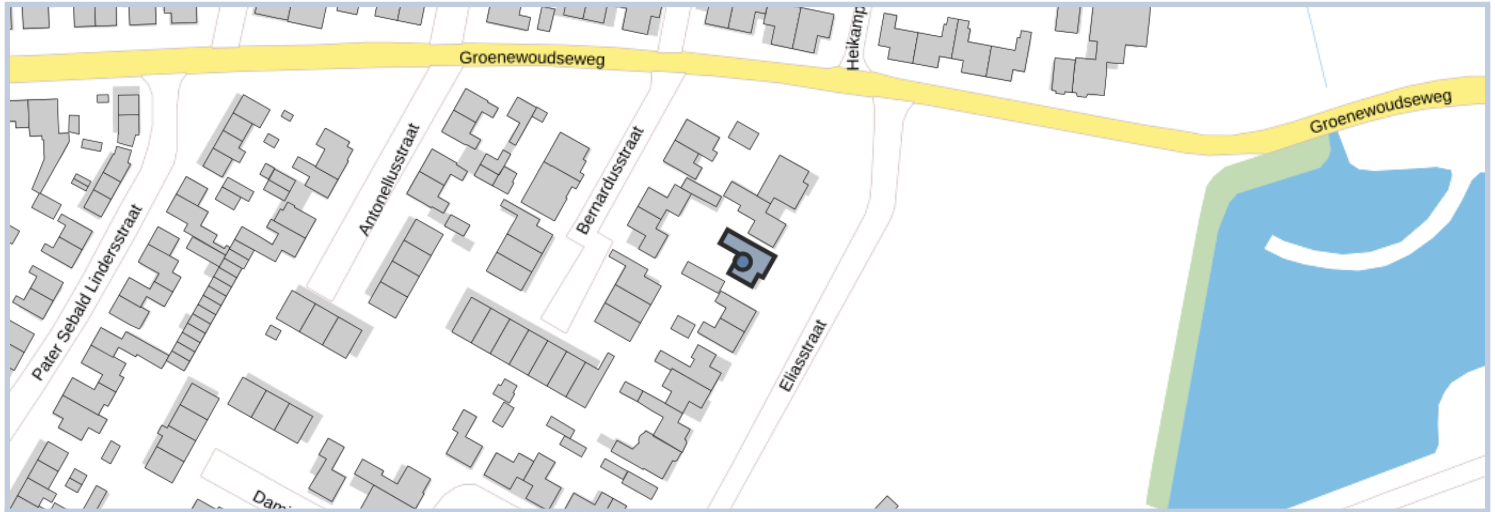 Heikamp
Groenewoudseweg
Groenewoudseweg
Antonellusstraat
Bernardusstraat
Pater Sebald Lindersstraat
Eliasstraat